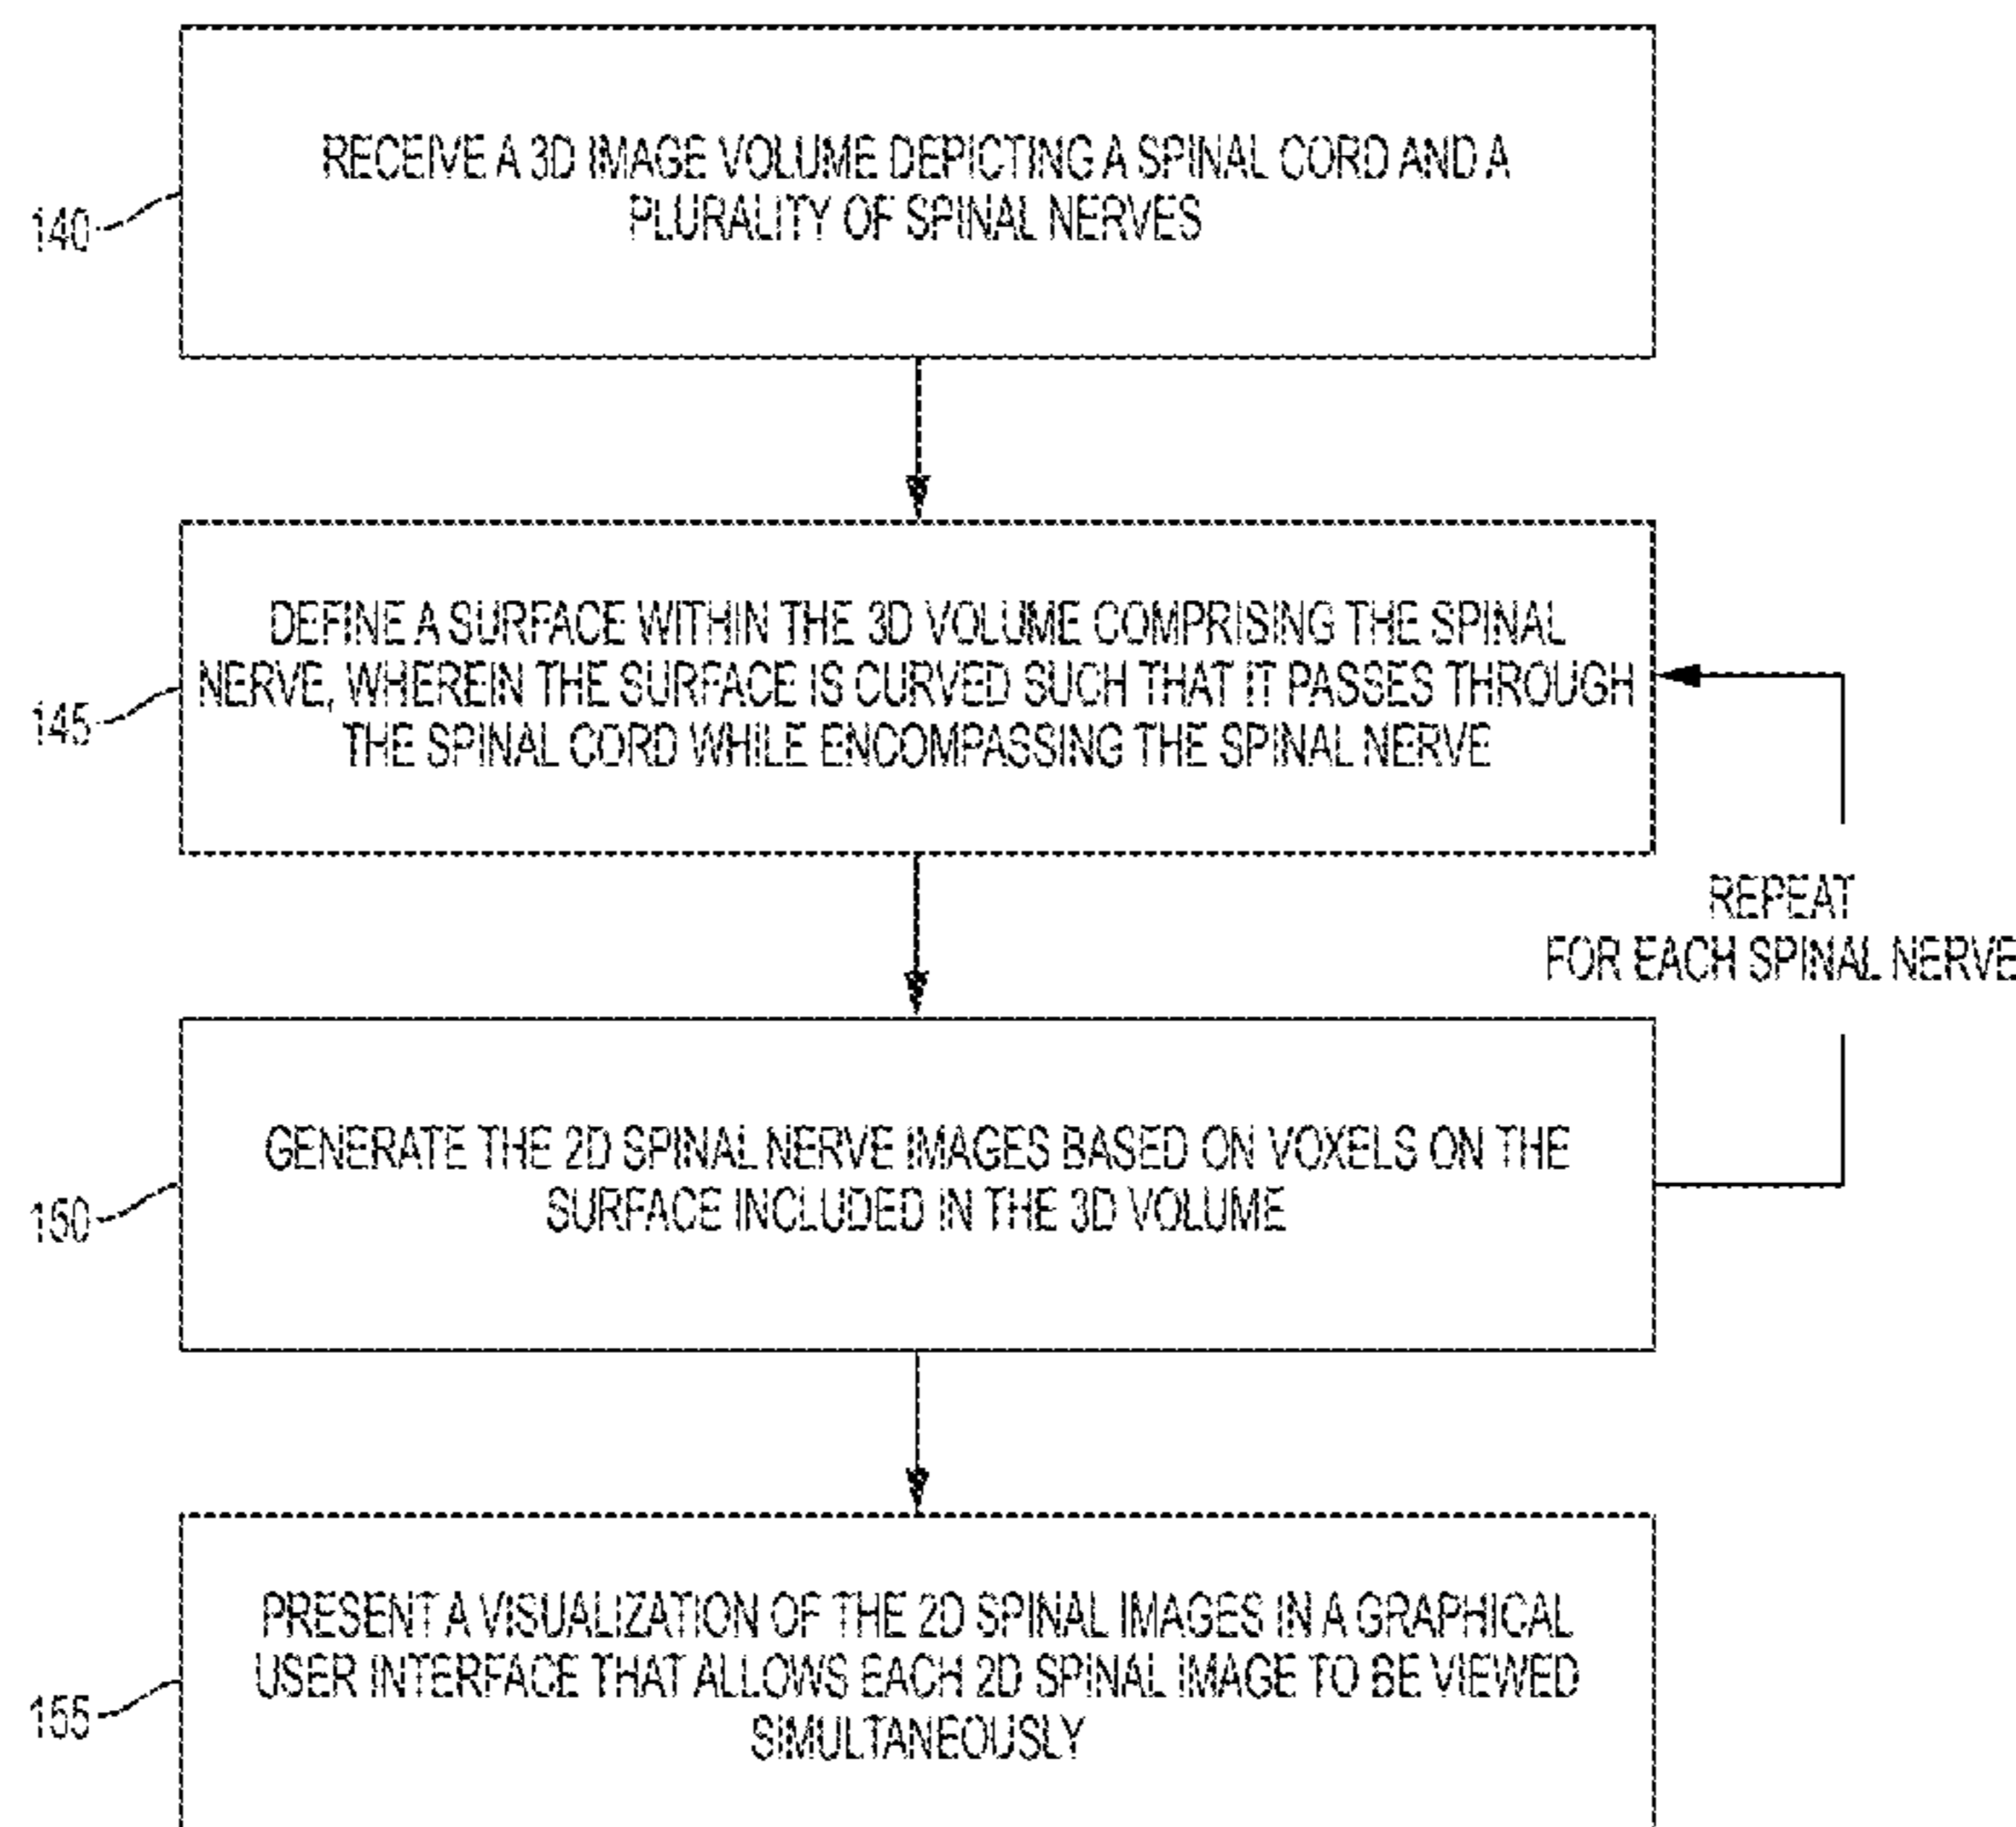 RECEIVE A 3D IMAGE VOLUME DEPICTING A SPINAL CORD AND A
PLURALITY OF SPINAL NERVES
140
DEFINE A SURFACE WITHIN THE 3D VOLUME COMPRISING THE SPINAL
NERVE, WHEREIN THE SURFACE IS CURVED SUCH THAT IT PASSES THROUGH
THE SPINAL CORD WHILE ENCOMPASSING THE SPINAL NERVE
145
REPEAT
FOR EACH SPINAL NERVE
GENERATE THE 2D SPINAL NERVE IMAGES BASED ON VOXELS ON THE
SURFACE INCLUDED IN THE 3D VOLUME
150
PRESENT A VISUALIZATION OF THE 2D SPINAL IMAGES IN A GRAPHICAL
USER INTERFACE THAT ALLOWS EACH 2D SPINAL IMAGE TO BE VIEWED
SIMULTANEOUSLY
155